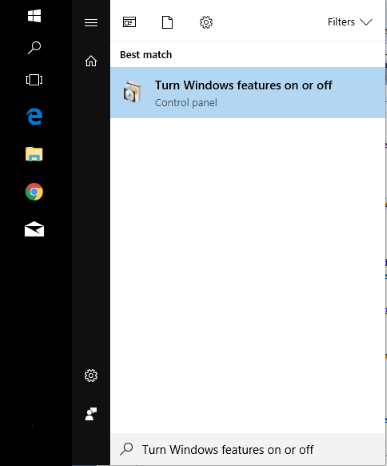 Filters
Best match
Turn Windows features on or off
Control panel
Turn Windows features on or off